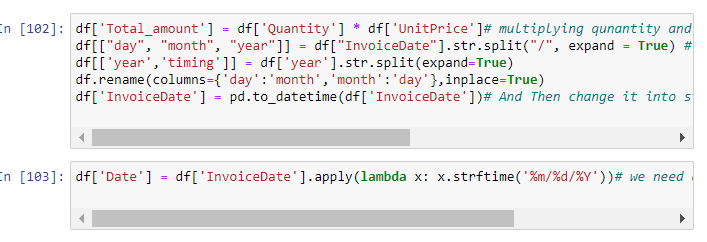 In [102]:
df['Total_amount'] = df['Quantity'] * df['UnitPrice']# multiplying qunantity and
df[["day", "month", "year"]] = df["InvoiceDate"].str.split("/", expand = True) #
df[['year','timing']] = df['year'].str.split(expand=True)
df.rename(columns={'day':'month','month':'day'},inplace=True)
df['InvoiceDate'] = pd.to_datetime(df['InvoiceDate'])# And Then change it into
In [103]:
df['Date'] = df['InvoiceDate'].apply(lambda x: x.strftime('%m/%d/%Y'))# we need